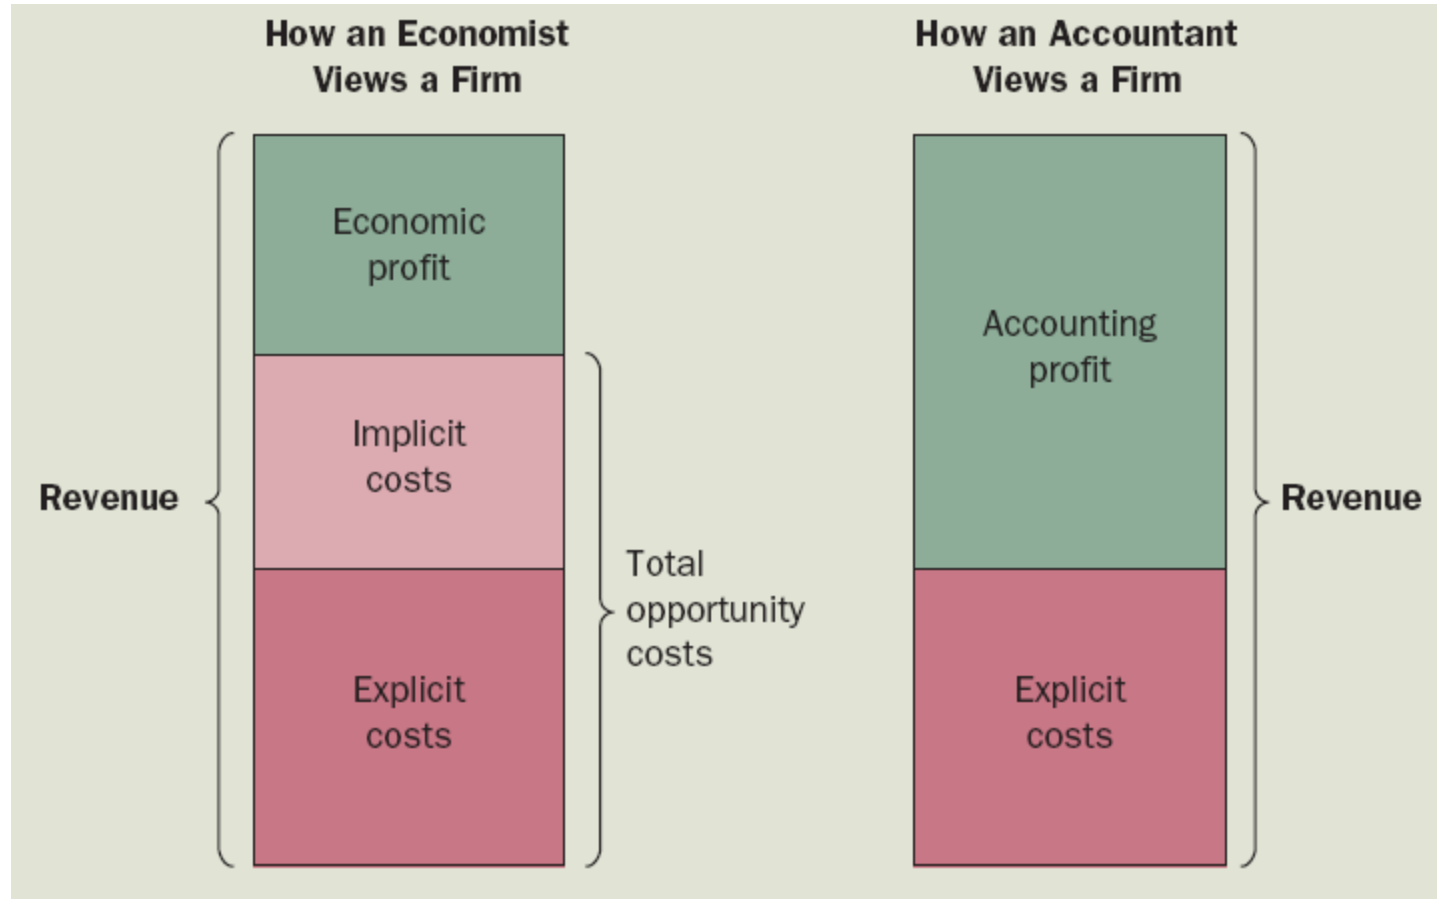 How an Economist
Views a Firm
How an Accountant
Views a Firm
Economic
profit
Implicit
costs
Explicit
costs
Revenue
Total
opportunity
costs
Accounting
profit
Explicit
costs
Revenue